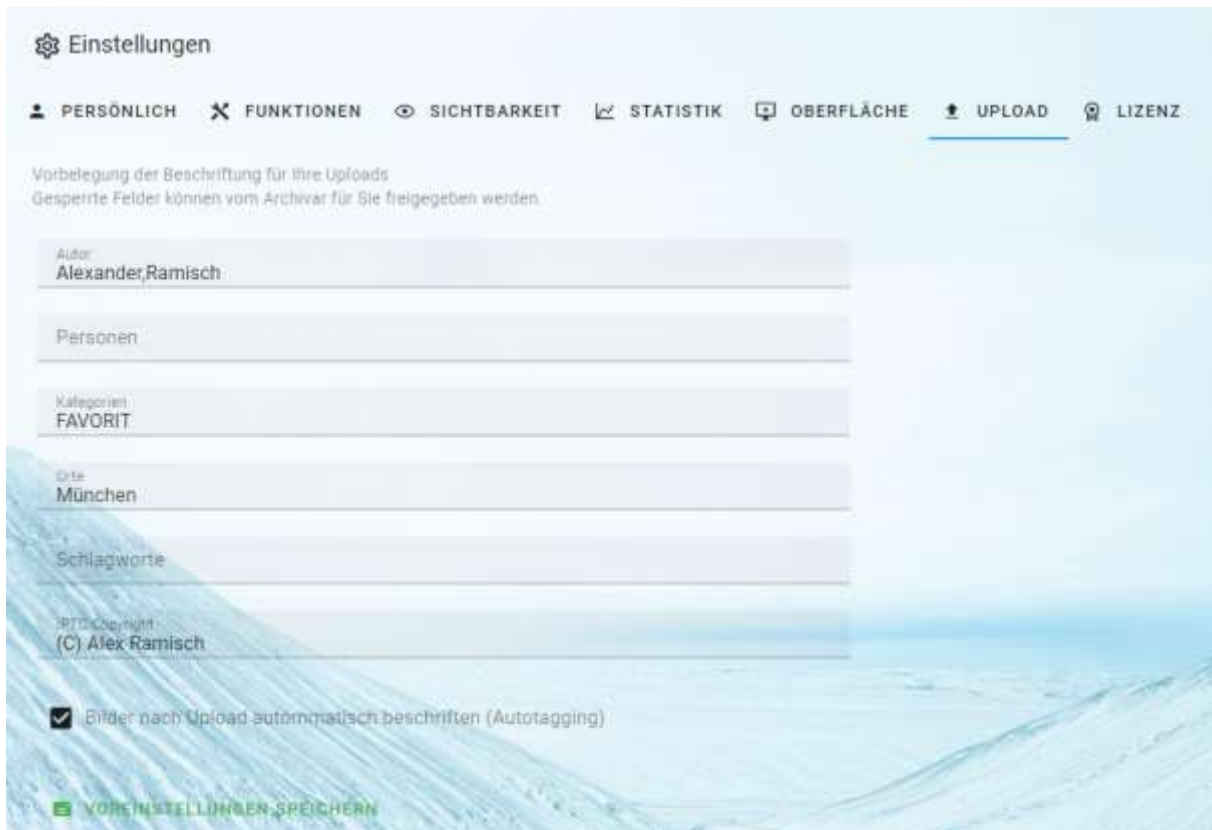 Einstellungen
PERSÖNLICH FUNKTIONEN SICHTBARKEIT STATISTIK OBERFLÄCHE UPLOAD LIZENZ
Vorbelegung der Beschriftung für Ihre Uploads
Gesperrte Felder können vom Archivar für Sie freigegeben werden.
Autor
Alexander,Ramisch
Personen
Kategorien
FAVORIT
Orte
München
Schlagworte
IPTC Copyright
(C) Alex Ramisch
Bilder nach Upload autommatisch beschriften (Autotagging)
VOREINSTELLUNGEN SPEICHERN